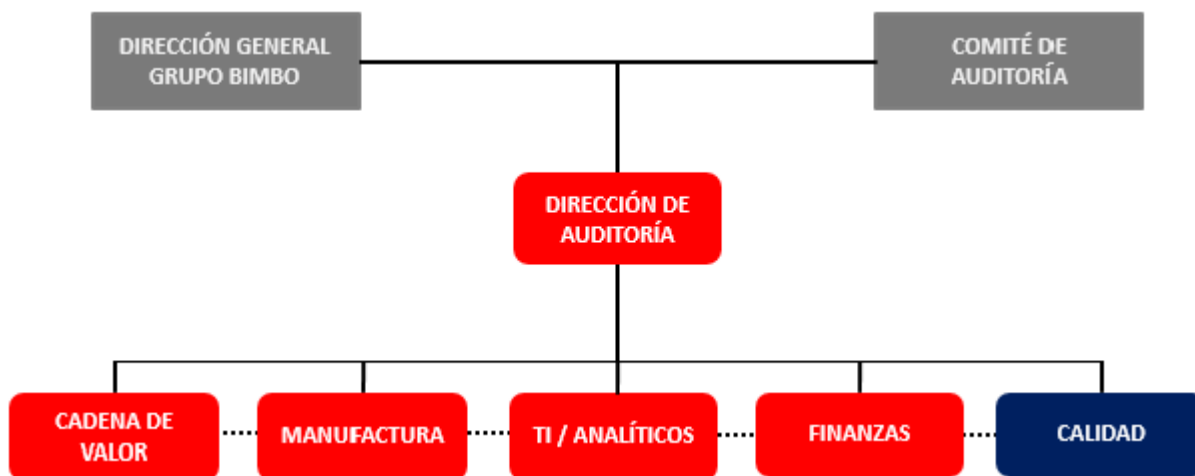 DIRECCIÓN GENERAL
GRUPO BIMBO
COMITÉ DE
AUDITORÍA
DIRECCIÓN DE
AUDITORÍA
CADENA DE
VALOR
MANUFACTURA
TI / ANALÍTICOS
FINANZAS
CALIDAD